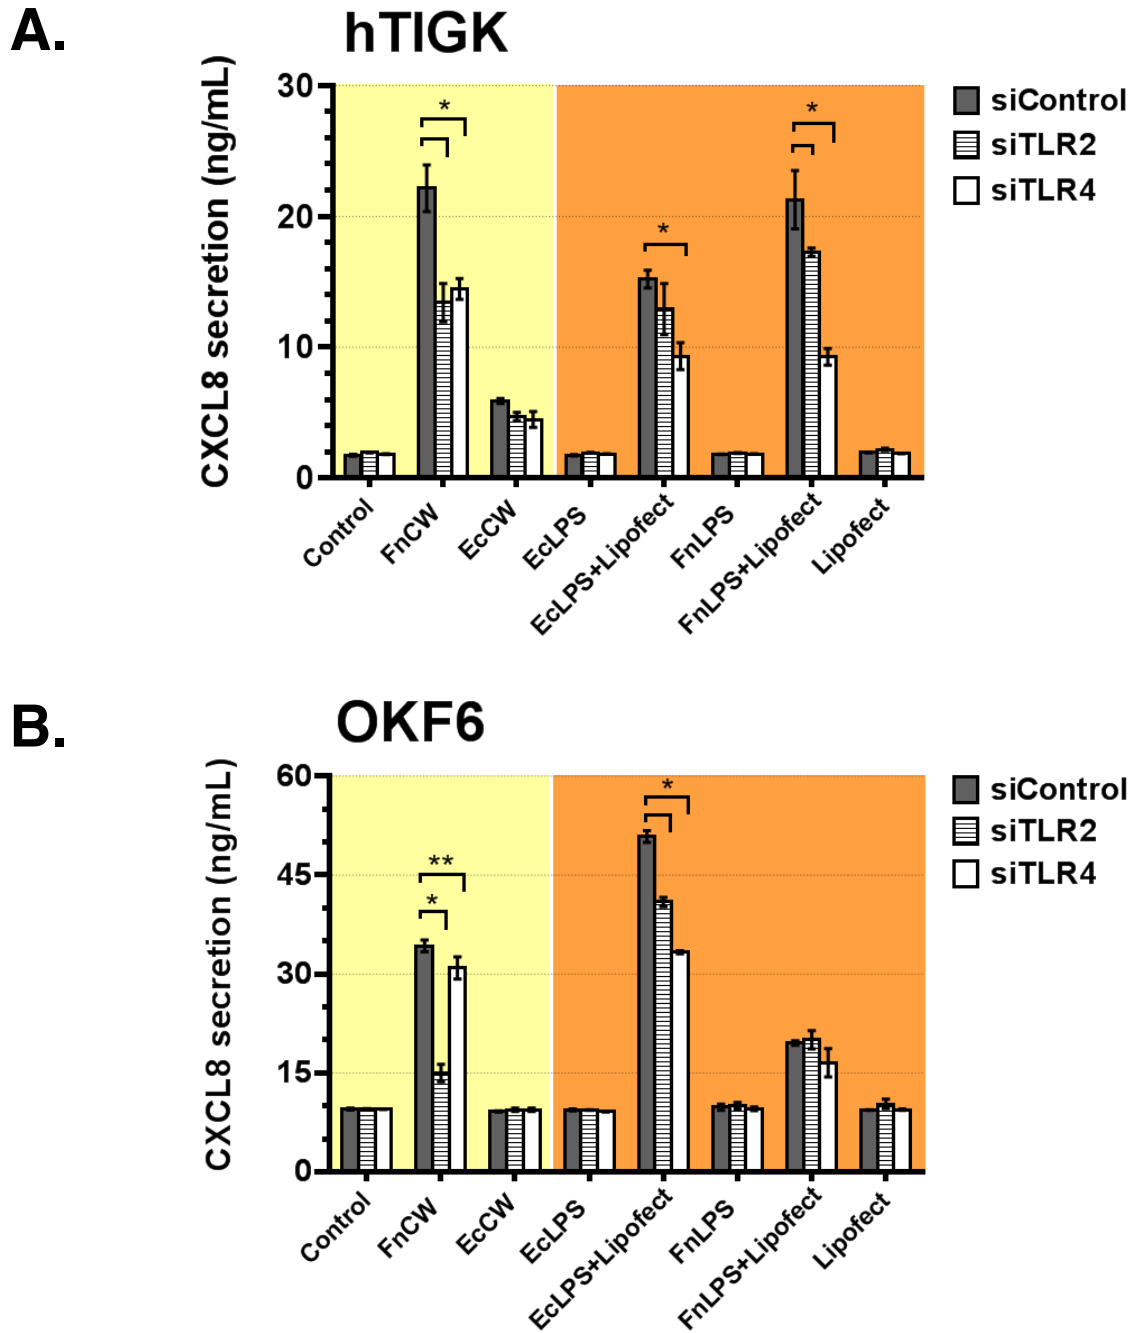 A.
hTIGK
CXCL8 secretion (ng/mL)
30
20
10
0
*
*
*
siControl
siTLR2
siTLR4
Control
FnCW
EcCW
EcLPS
EcLPS+Lipofect
FnLPS
FnLPS+Lipofect
Lipofect
B.
OKF6
CXCL8 secretion (ng/mL)
60
45
30
15
0
**
*
*
siControl
siTLR2
siTLR4
Control
FnCW
EcCW
EcLPS
EcLPS+Lipofect
FnLPS
FnLPS+Lipofect
Lipofect